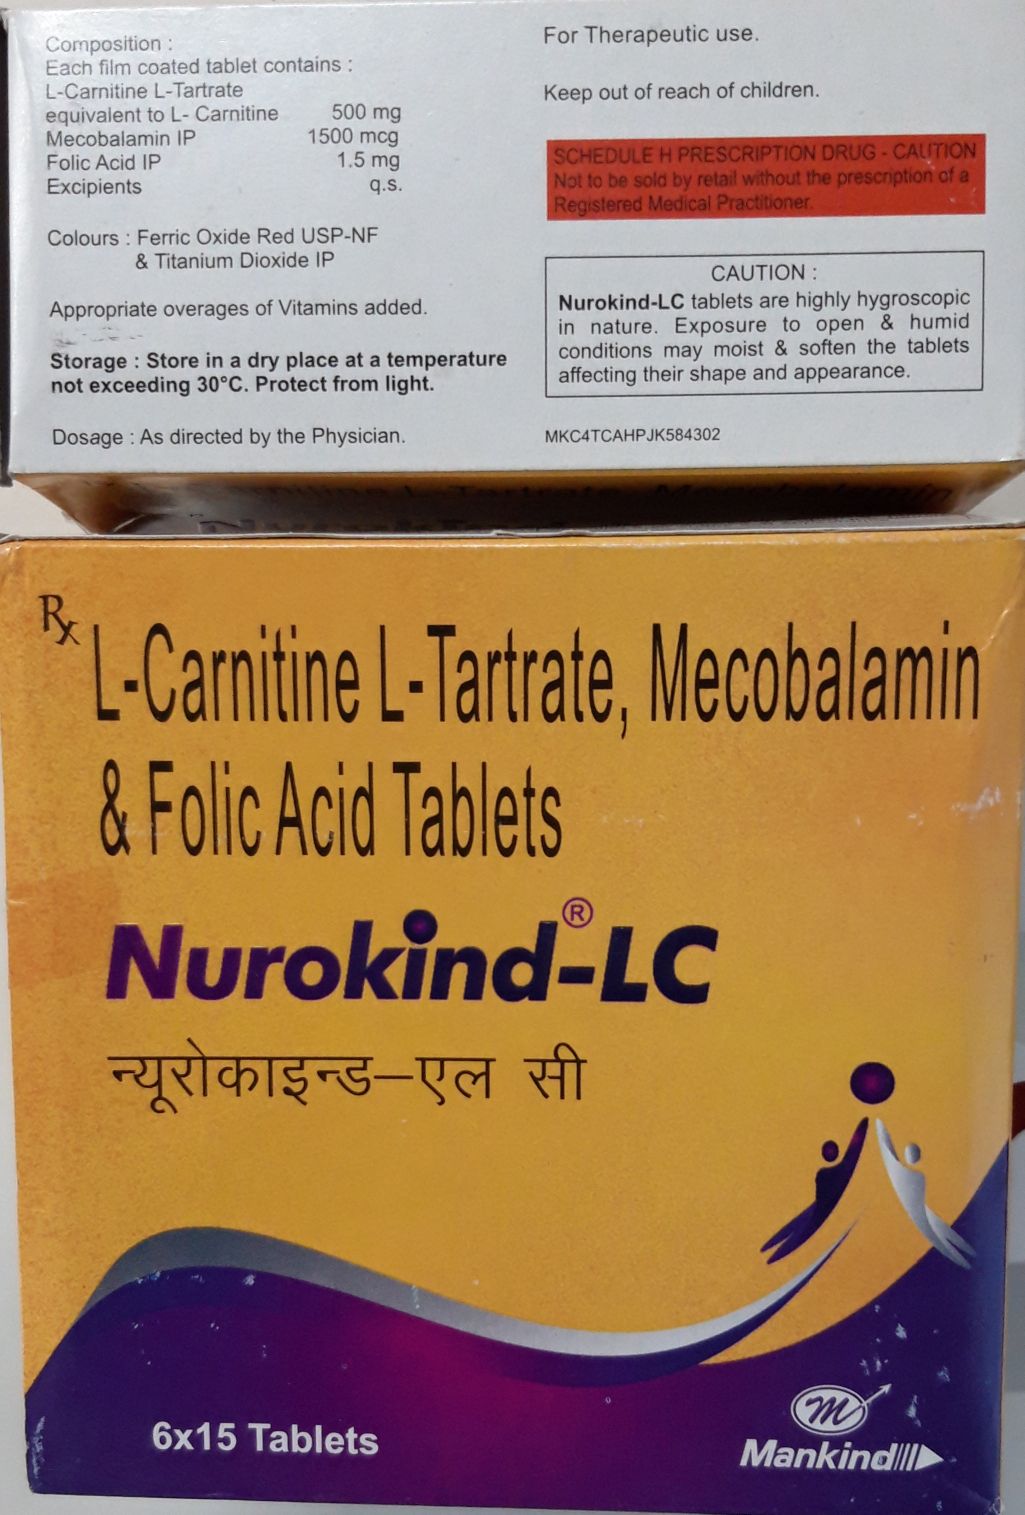 Composition :
Each film coated tablet contains :
L-Carnitine L-Tartrate
equivalent to L- Carnitine 500 mg
Mecobalamin IP 1500 mcg
Folic Acid IP 1.5 mg
Excipients q.s.
Colours : Ferric Oxide Red USP-NF
& Titanium Dioxide IP
Appropriate overages of Vitamins added.
Storage : Store in a dry place at a temperature
not exceeding 30°C. Protect from light.
Dosage : As directed by the Physician.
For Therapeutic use.
Keep out of reach of children.
SCHEDULE H PRESCRIPTION DRUG - CAUTION
Not to be sold by retail without the prescription of a
Registered Medical Practitioner.
CAUTION :
Nurokind-LC tablets are highly hygroscopic
in nature. Exposure to open & humid
conditions may moist & soften the tablets
affecting their shape and appearance.
MKC4TCAHPJK584302
L-Tartrate, Mecobalamin
Rx
L-Carnitine L-Tartrate, Mecobalamin
& Folic Acid Tablets
Nurokind®-LC
न्यूरोकाइन्ड–एल सी
6x15 Tablets
m
Mankind